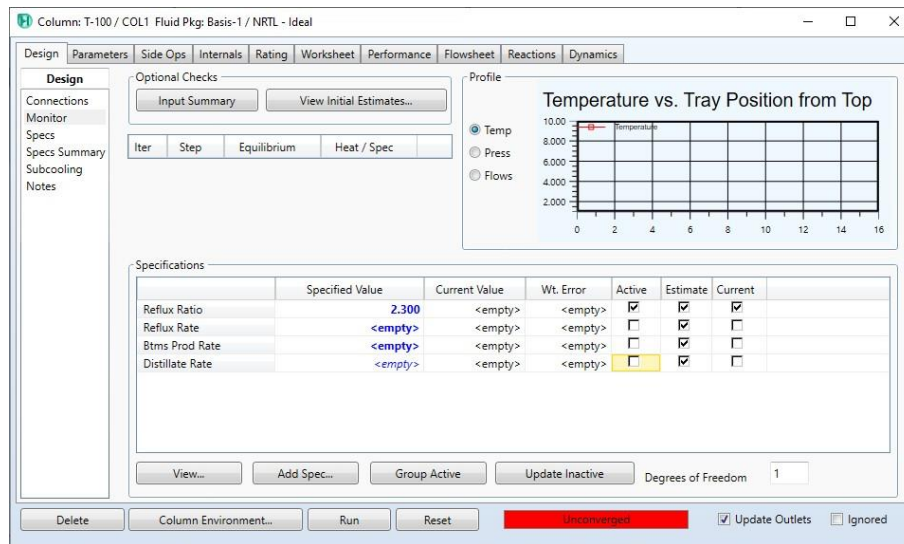 Column: T-100 / COL1 Fluid Pkg: Basis-1 / NRTL - Ideal
Design Parameters Side Ops Internals Rating Worksheet Performance Flowsheet Reactions Dynamics
Design
Connections
Monitor
Specs
Specs Summary
Subcooling
Notes
Optional Checks
Input Summary View Initial Estimates...
Iter Step Equilibrium Heat / Spec
Profile
Temp
Press
Flows
Temperature vs. Tray Position from Top
Temperature
10.00
8.000
6.000
4.000
2.000
0 2 4 6 8 10 12 14 16
Specifications
Specified Value Current Value Wt. Error Active Estimate Current
Reflux Ratio 2.300 <empty> <empty>
Reflux Rate <empty> <empty> <empty>
Btms Prod Rate <empty> <empty> <empty>
Distillate Rate <empty> <empty> <empty>
View... Add Spec... Group Active Update Inactive Degrees of Freedom 1
Delete Column Environment... Run Reset Unconverged Update Outlets Ignored